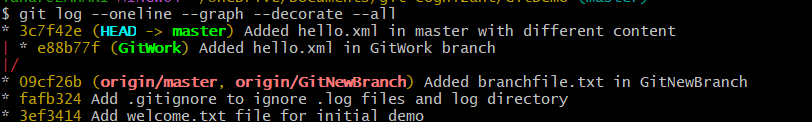 $ git log --oneline --graph --decorate --all
* 3c7f42e (HEAD -> master) Added hello.xml in master with different content
| * e88b77f (GitWork) Added hello.xml in GitWork branch
|/
* 09cf26b (origin/master, origin/GitNewBranch) Added branchfile.txt in GitNewBranch
* fafb324 Add .gitignore to ignore .log files and log directory
* 3ef3414 Add welcome.txt file for initial demo